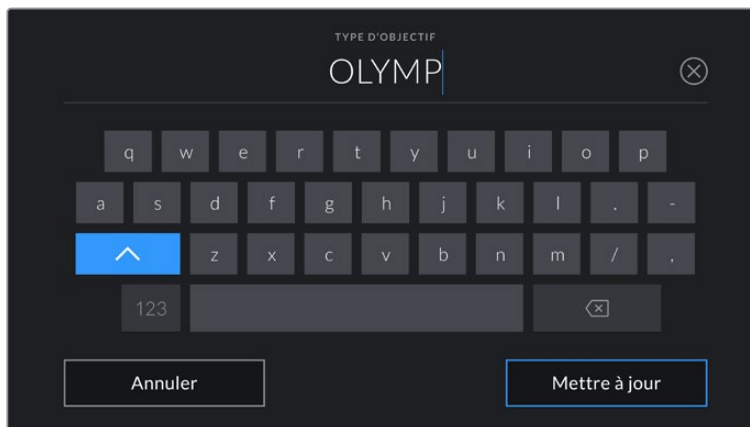 TYPE D'OBJECTIF
OLYMP
q w e r t y u i o p
a s d f g h j k l . -
z x c v b n m / ,
123
Annuler Mettre à jour